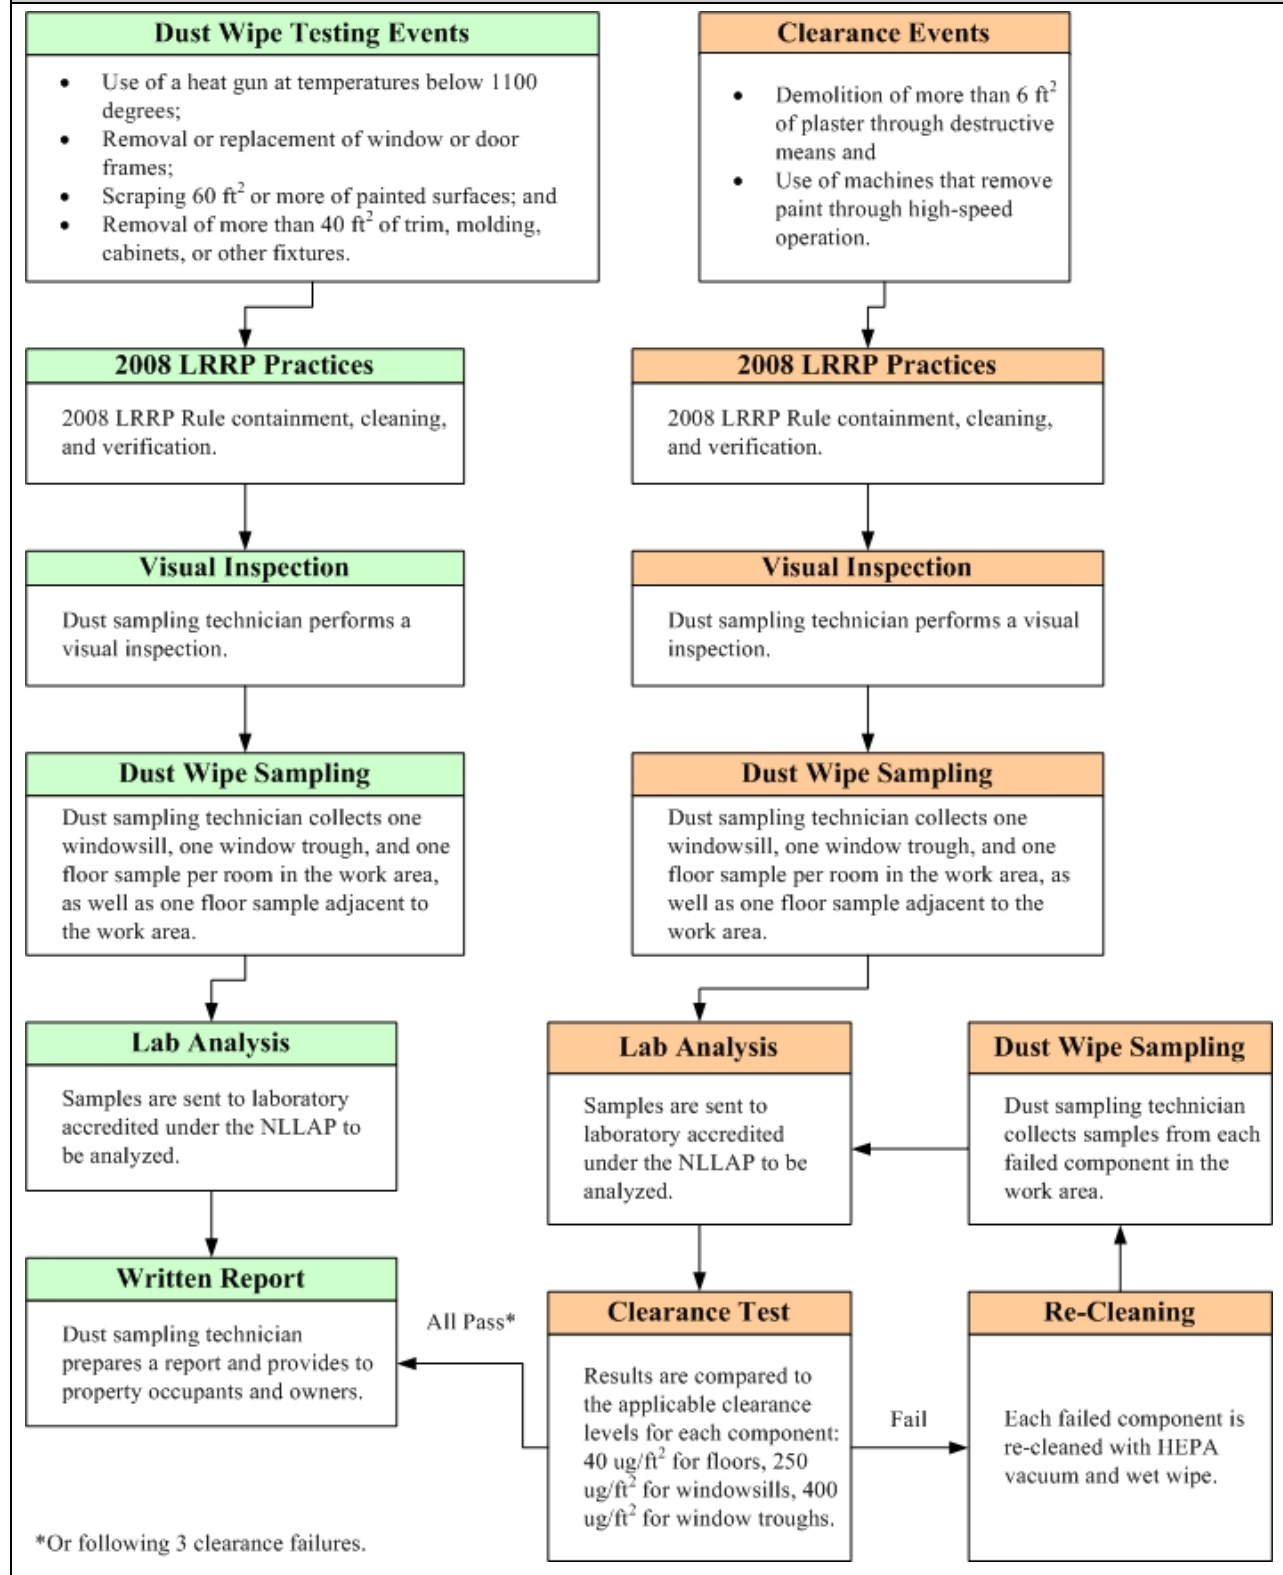 Dust Wipe Testing Events
• Use of a heat gun at temperatures below 1100
degrees;
• Removal or replacement of window or door
frames;
• Scraping 60 ft² or more of painted surfaces; and
• Removal of more than 40 ft² of trim, molding,
cabinets, or other fixtures.
Clearance Events
• Demolition of more than 6 ft²
of plaster through destructive
means and
• Use of machines that remove
paint through high-speed
operation.
2008 LRRP Practices
2008 LRRP Rule containment, cleaning,
and verification.
2008 LRRP Practices
2008 LRRP Rule containment, cleaning,
and verification.
Visual Inspection
Dust sampling technician performs a
visual inspection.
Visual Inspection
Dust sampling technician performs a visual
inspection.
Dust Wipe Sampling
Dust sampling technician collects one
windowsill, one window trough, and one
floor sample per room in the work area,
as well as one floor sample adjacent to
the work area.
Dust Wipe Sampling
Dust sampling technician collects one
windowsill, one window trough, and one
floor sample per room in the work area, as
well as one floor sample adjacent to the
work area.
Lab Analysis
Samples are sent to laboratory
accredited under the NLLAP to
be analyzed.
Lab Analysis
Samples are sent to
laboratory accredited
under the NLLAP to be
analyzed.
Dust Wipe Sampling
Dust sampling technician
collects samples from each
failed component in the
work area.
Written Report
Dust sampling technician
prepares a report and provides to
property occupants and owners.
All Pass*
Clearance Test
Results are compared to
the applicable clearance
levels for each component:
40 ug/ft² for floors, 250
ug/ft² for windowsills, 400
ug/ft² for window troughs.
Fail
Re-Cleaning
Each failed component is
re-cleaned with HEPA
vacuum and wet wipe.
*Or following 3 clearance failures.